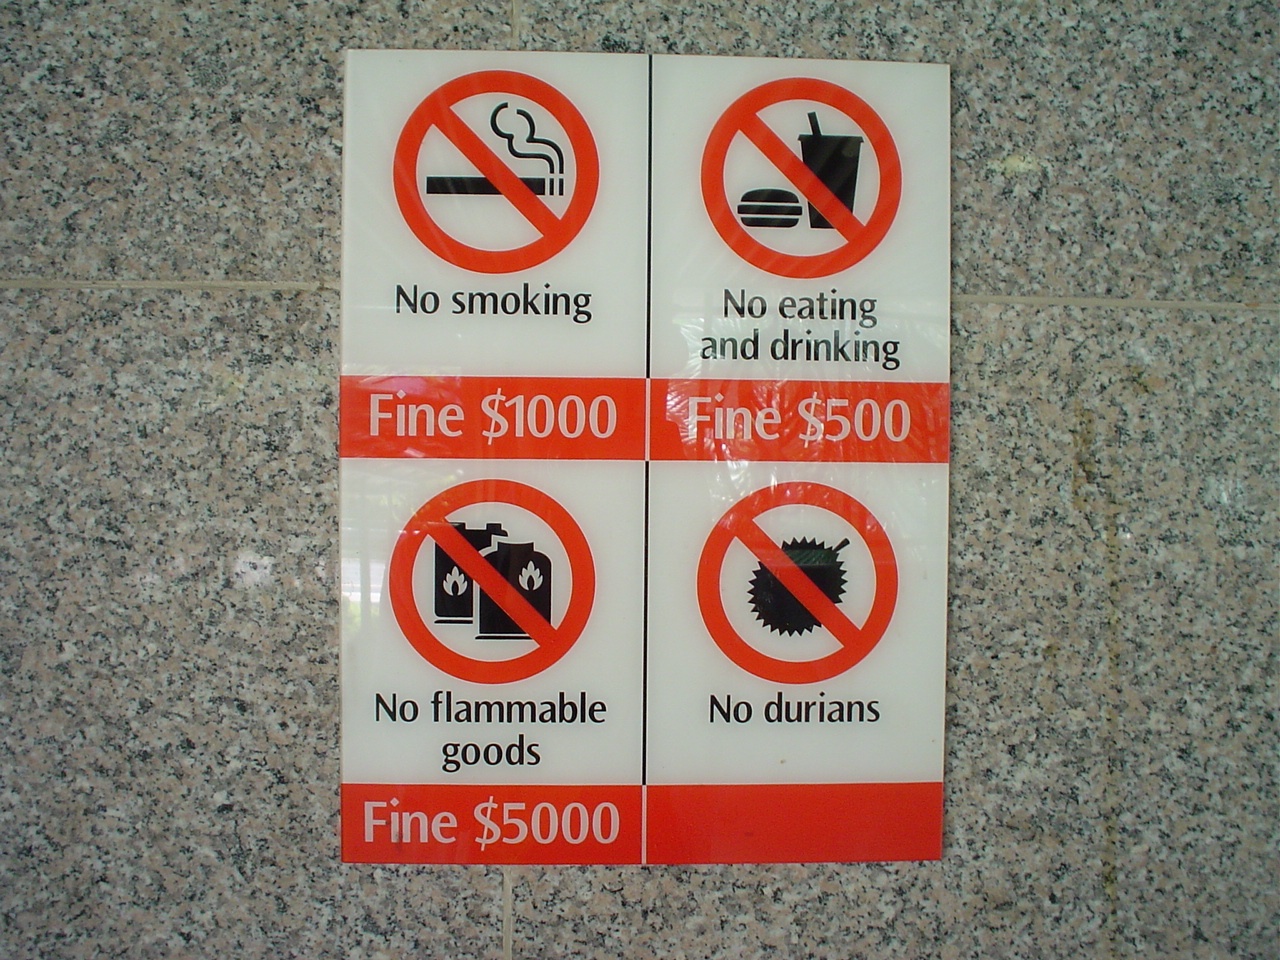 No smoking
Fine $1000
No eating
and drinking
Fine $500
No flammable
goods
Fine $5000
No durians